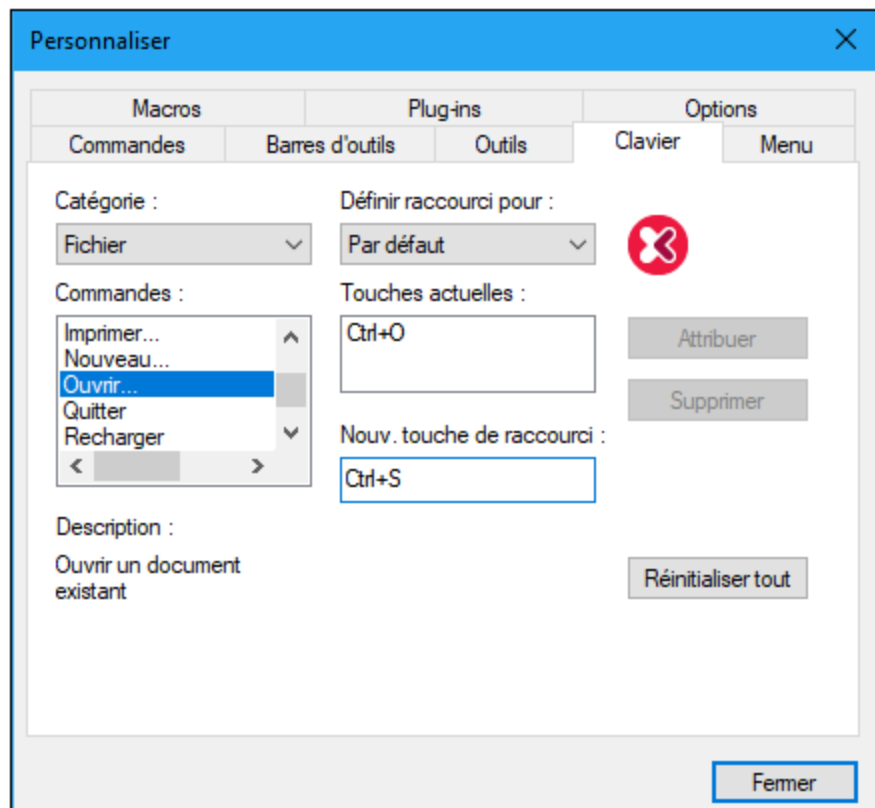 Personnaliser
Macros Plug-ins Options
Commandes Barres d'outils Outils Clavier Menu
Catégorie :
Fichier
Définir raccourci pour :
Par défaut
Commandes :
Imprimer...
Nouveau...
Ouvrir...
Quitter
Recharger
Touches actuelles :
Ctrl+O
Attribuer
Supprimer
Nouv. touche de raccourci :
Ctrl+S
Description :
Ouvrir un document
existant
Réinitialiser tout
Fermer